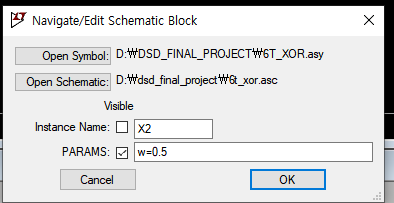 Navigate/Edit Schematic Block
Open Symbol: D:₩DSD_FINAL_PROJECT₩6T_XOR.asy
Open Schematic: D:₩dsd_final_project₩6t_xor.asc
Visible
Instance Name: X2
PARAMS: w=0.5
Cancel OK